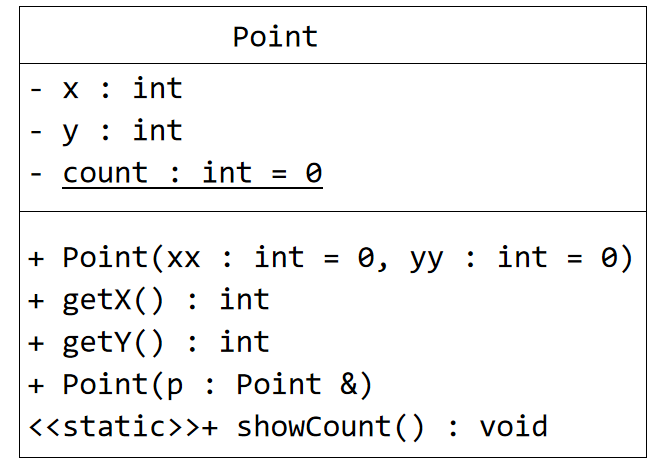 Point
- x : int
- y : int
- count : int = 0
+ Point(xx : int = 0, yy : int = 0)
+ getX() : int
+ getY() : int
+ Point(p : Point &)
<<static>>+ showCount() : void